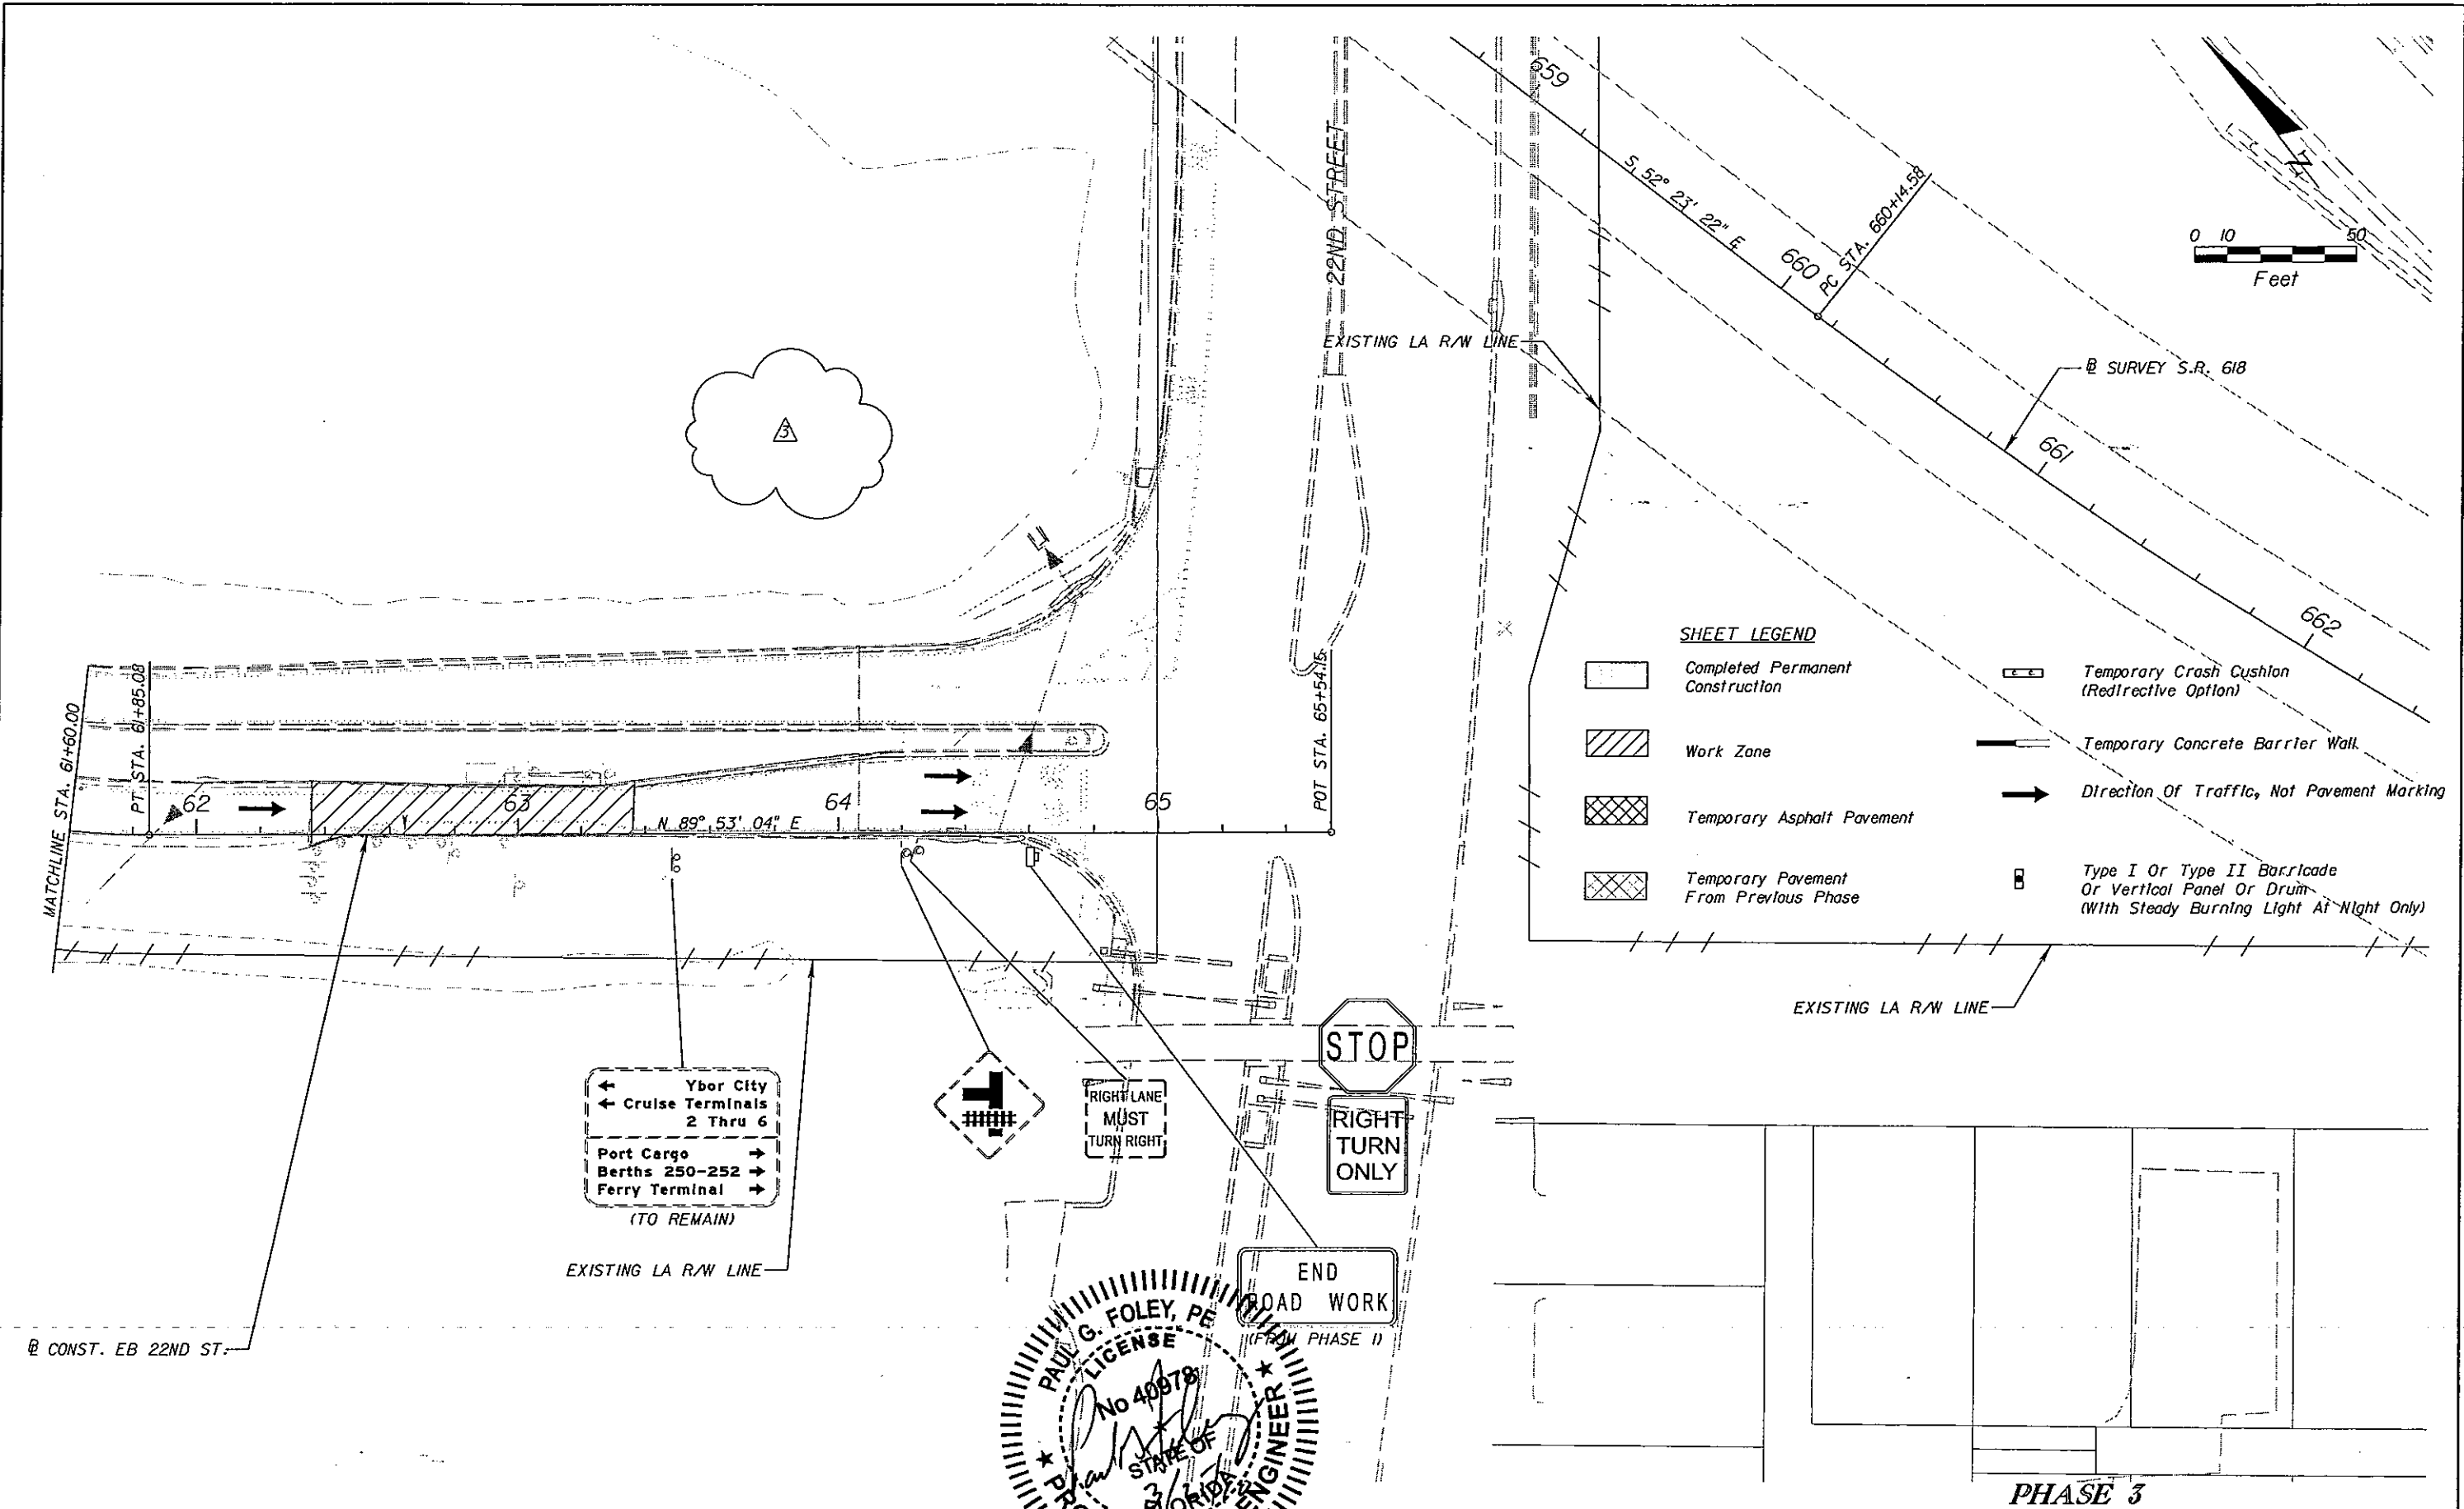 659
22ND STREET
S 52° 23' 22" E
660
PC STA. 660+14.58
N
0 10 50
Feet
EXISTING LA R/W LINE
℄ SURVEY S.R. 618
661
3
662
SHEET LEGEND
Completed Permanent
Construction
Work Zone
Temporary Asphalt Pavement
Temporary Pavement
From Previous Phase
Temporary Crash Cushion
(Redirective Option)
Temporary Concrete Barrier Wall
Direction Of Traffic, Not Pavement Marking
Type I Or Type II Barricade
Or Vertical Panel Or Drum
(With Steady Burning Light At Night Only)
MATCHLINE STA. 61+60.00
PT STA. 61+85.08
62
63
64
65
N 89° 53' 04" E
POT STA. 65+54.15
EXISTING LA R/W LINE
← Ybor City
← Cruise Terminals
2 Thru 6
Port Cargo →
Berths 250-252 →
Ferry Terminal →
(TO REMAIN)
RIGHT LANE
MUST
TURN RIGHT
STOP
RIGHT
TURN
ONLY
EXISTING LA R/W LINE
END
ROAD WORK
(FROM PHASE 1)
℄ CONST. EB 22ND ST.
PAUL G. FOLEY, PE
LICENSE
No 40978
STATE OF
FLORIDA
ENGINEER
PHASE 3